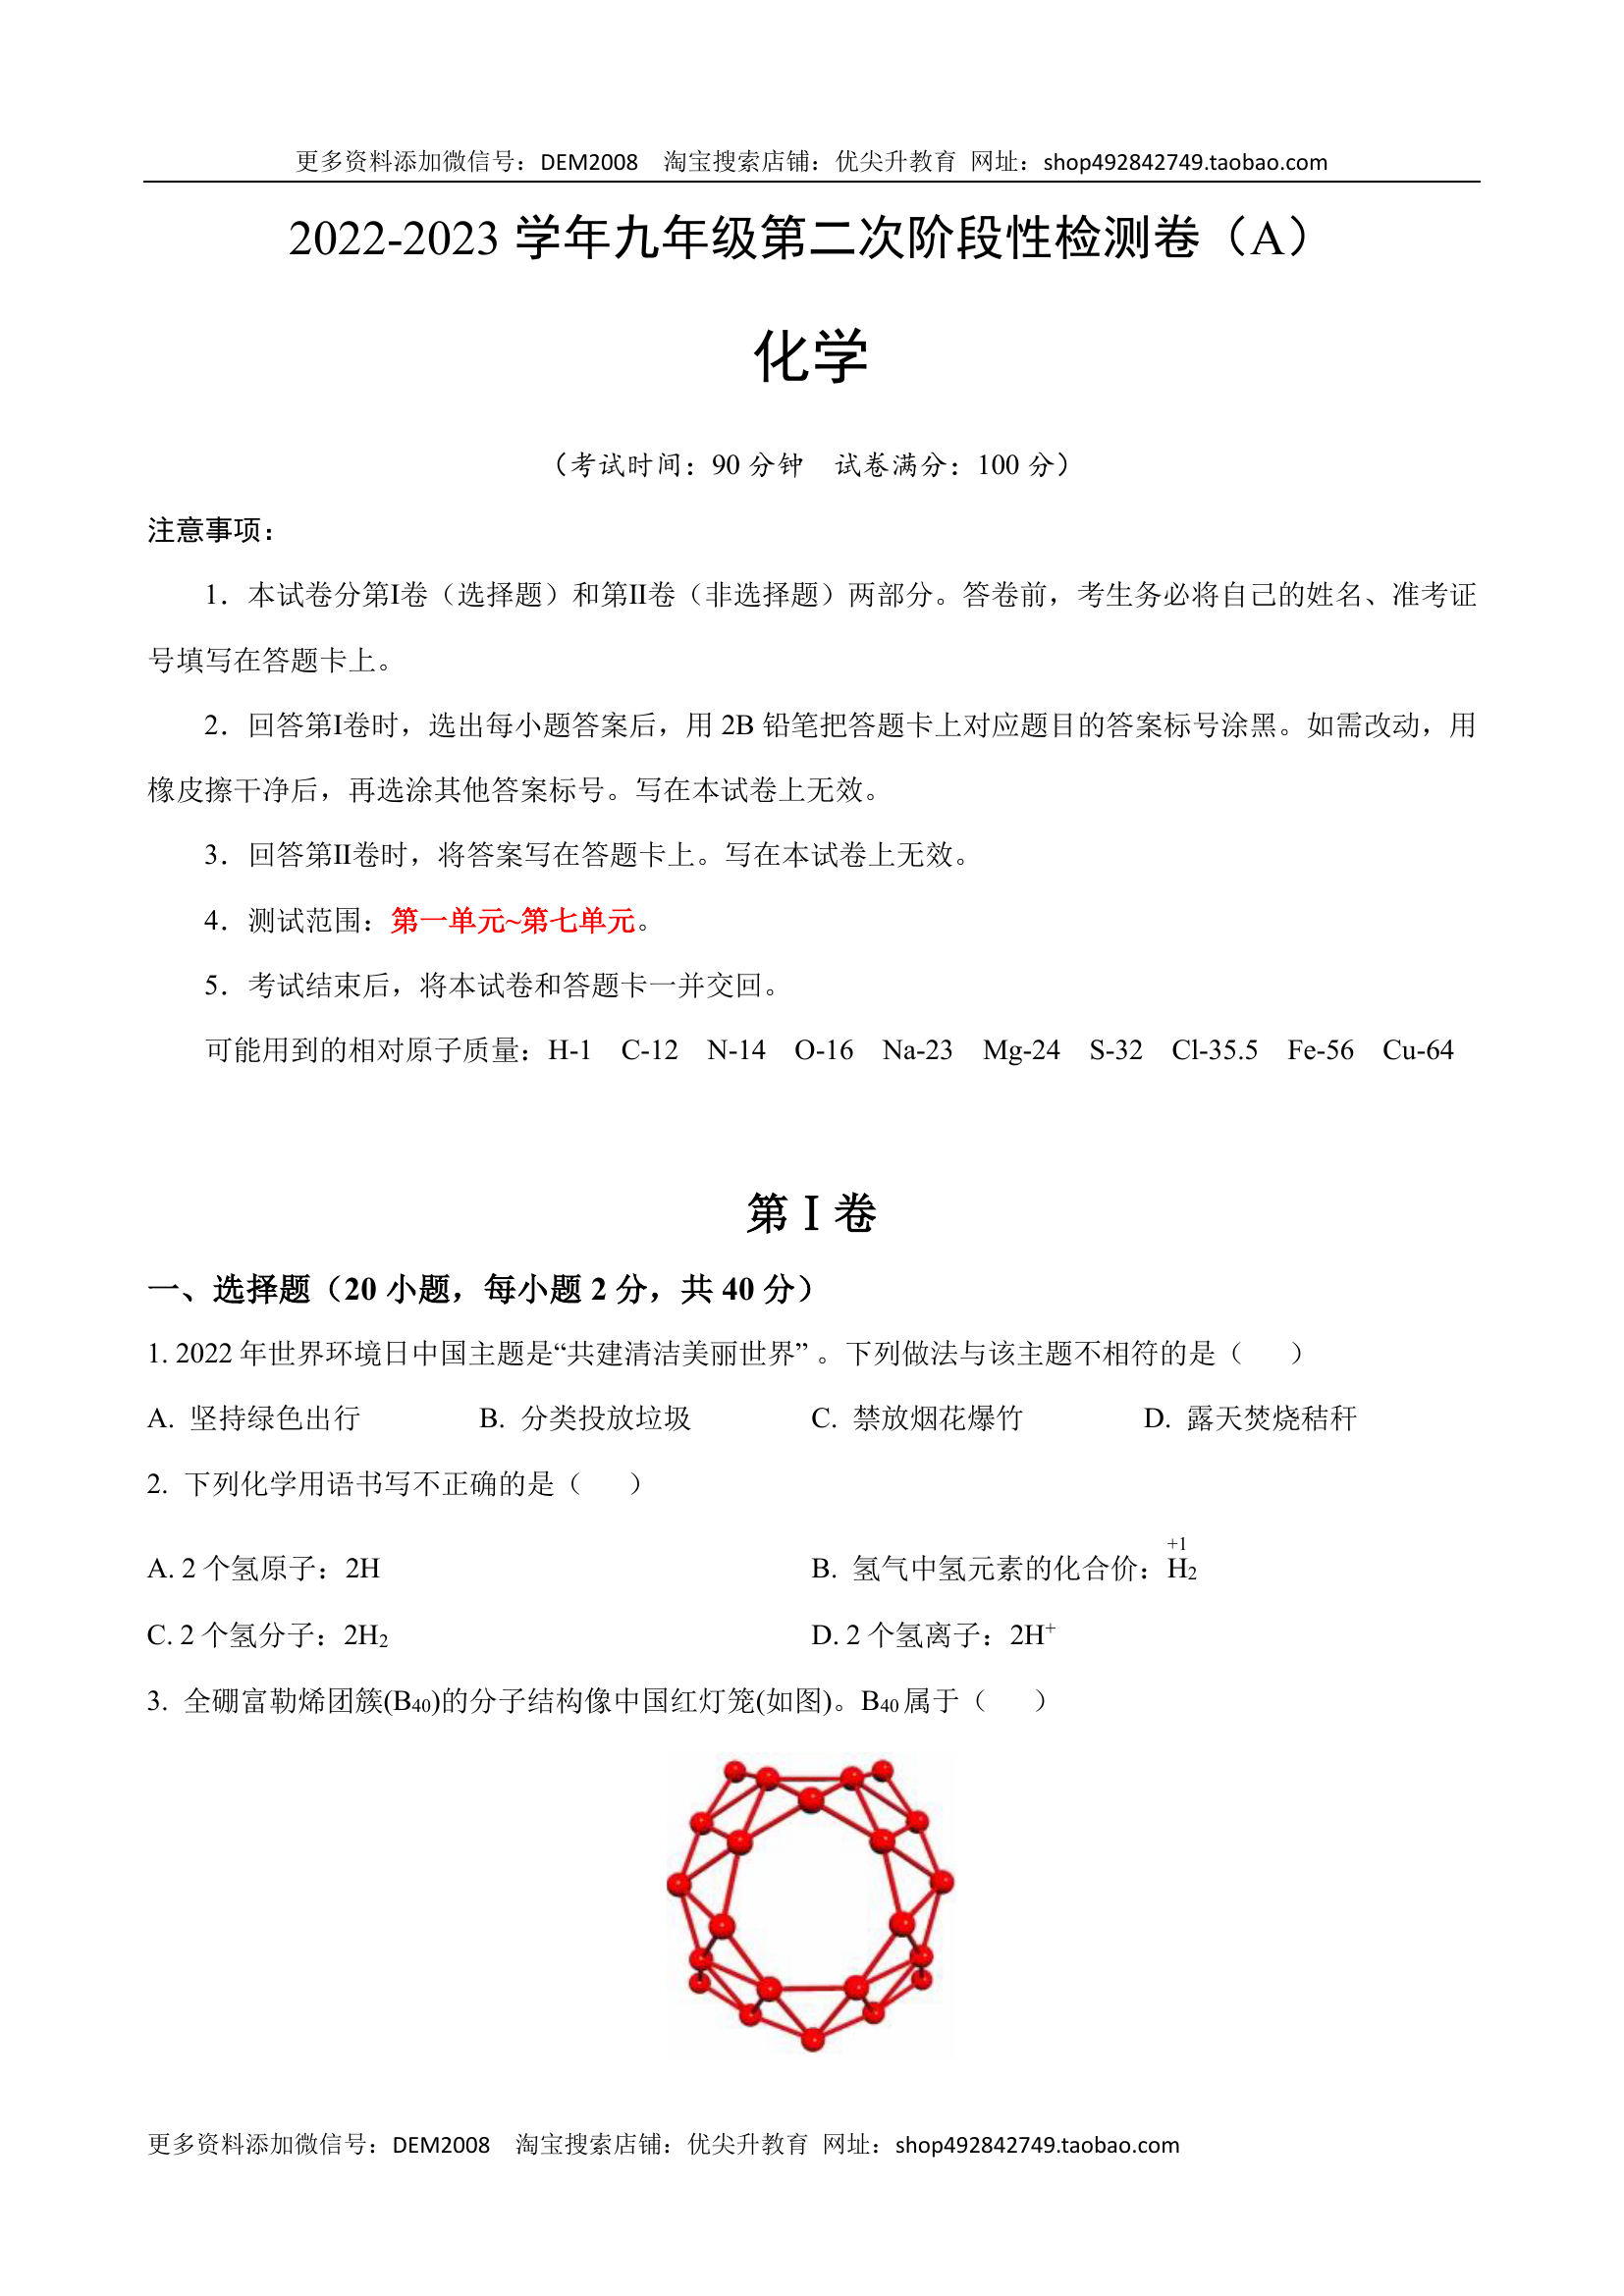 更多资料添加微信号：DEM2008 淘宝搜索店铺：优尖升教育 网址：shop492842749.taobao.com
2022-2023 学年九年级第二次阶段性检测卷（A）
化学
（考试时间：90 分钟 试卷满分：100 分）
注意事项：
1．本试卷分第Ⅰ卷（选择题）和第Ⅱ卷（非选择题）两部分。答卷前，考生务必将自己的姓名、准考证
号填写在答题卡上。
2．回答第Ⅰ卷时，选出每小题答案后，用 2B 铅笔把答题卡上对应题目的答案标号涂黑。如需改动，用
橡皮擦干净后，再选涂其他答案标号。写在本试卷上无效。
3．回答第Ⅱ卷时，将答案写在答题卡上。写在本试卷上无效。
4．测试范围：第一单元~第七单元。
5．考试结束后，将本试卷和答题卡一并交回。
可能用到的相对原子质量：H-1 C-12 N-14 O-16 Na-23 Mg-24 S-32 Cl-35.5 Fe-56 Cu-64
第Ⅰ卷
一、选择题（20 小题，每小题 2 分，共 40 分）
1. 2022 年世界环境日中国主题是“共建清洁美丽世界” 。下列做法与该主题不相符的是（ ）
A. 坚持绿色出行 B. 分类投放垃圾 C. 禁放烟花爆竹 D. 露天焚烧秸秆
2. 下列化学用语书写不正确的是（ ）
A. 2 个氢原子：2H B. 氢气中氢元素的化合价：$\overset{+1}{H}_2$
C. 2 个氢分子：2H₂ D. 2 个氢离子：2H⁺
3. 全硼富勒烯团簇(B₄₀)的分子结构像中国红灯笼(如图)。B₄₀ 属于（ ）
更多资料添加微信号：DEM2008 淘宝搜索店铺：优尖升教育 网址：shop492842749.taobao.com